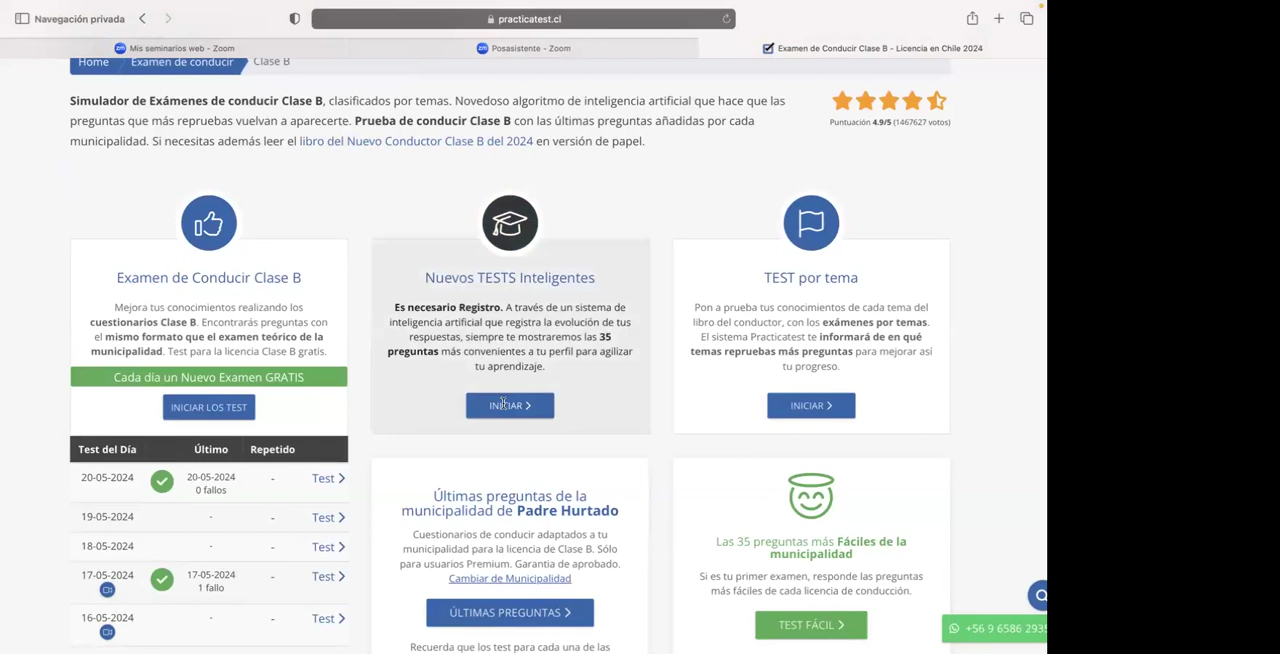 Navegación privada
practicatest.cl
Mis seminarios web - Zoom
Posasistente - Zoom
Examen de Conducir Clase B - Licencia en Chile 2024
Home
Examen de conducir
Clase B
Simulador de Exámenes de conducir Clase B, clasificados por temas. Novedoso algoritmo de inteligencia artificial que hace que las
preguntas que más repruebas vuelvan a aparecerte. Prueba de conducir Clase B con las últimas preguntas añadidas por cada
municipalidad. Si necesitas además leer el libro del Nuevo Conductor Clase B del 2024 en versión de papel.
Puntuación 4.9/5 (1467627 votos)
Examen de Conducir Clase B
Mejora tus conocimientos realizando los
cuestionarios Clase B. Encontrarás preguntas con
el mismo formato que el examen teórico de la
municipalidad. Test para la licencia Clase B gratis.
Cada día un Nuevo Examen GRATIS
INICIAR LOS TEST
Test del Día Último Repetido
20-05-2024 20-05-2024 - Test
0 fallos
19-05-2024 - - Test
18-05-2024 - - Test
17-05-2024 17-05-2024 - Test
1 fallo
16-05-2024 - - Test
Nuevos TESTS Inteligentes
Es necesario Registro. A través de un sistema de
inteligencia artificial que registra la evolución de tus
respuestas, siempre te mostraremos las 35
preguntas más convenientes a tu perfil para agilizar
tu aprendizaje.
INICIAR
TEST por tema
Pon a prueba tus conocimientos de cada tema del
libro del conductor, con los exámenes por temas.
El sistema Practicatest te informará de en qué
temas repruebas más preguntas para mejorar así
tu progreso.
INICIAR
Últimas preguntas de la
municipalidad de Padre Hurtado
Cuestionarios de conducir adaptados a tu
municipalidad para la licencia de Clase B. Sólo
para usuarios Premium. Garantia de aprobado.
Cambiar de Municipalidad
ÚLTIMAS PREGUNTAS
Recuerda que los test para cada una de las
Las 35 preguntas más Fáciles de la
municipalidad
Si es tu primer examen, responde las preguntas
más fáciles de cada licencia de conducción.
TEST FÁCIL
+56 9 6586 2935